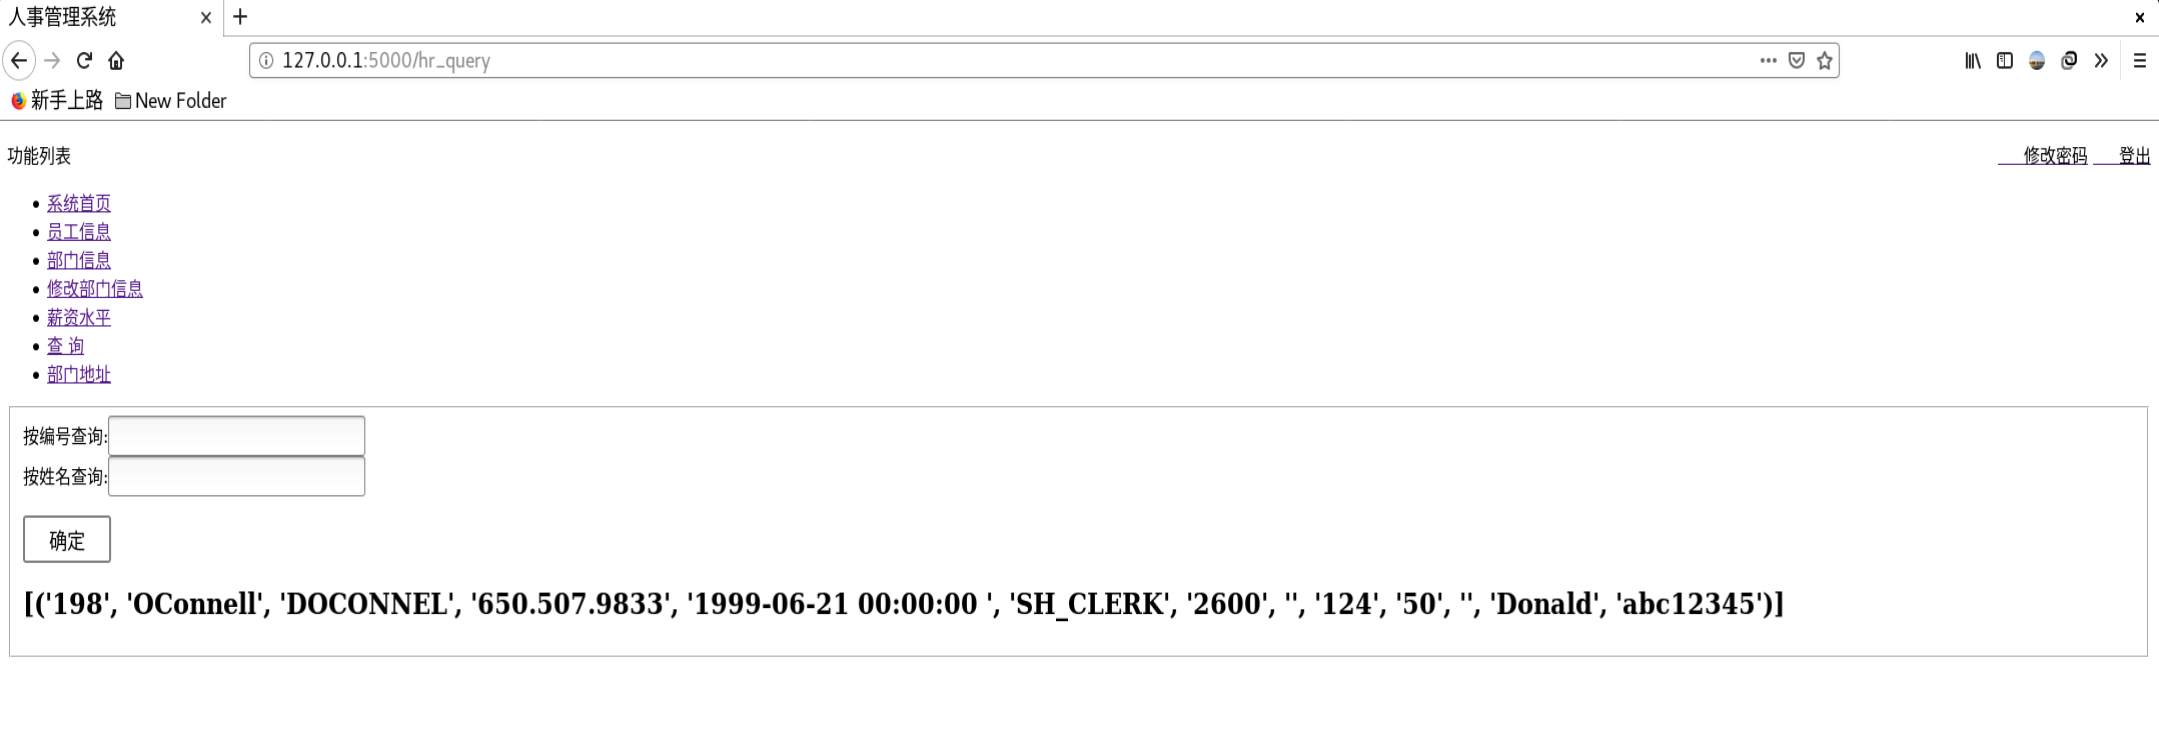 人事管理系统
127.0.0.1:5000/hr_query
新手上路 New Folder
功能列表 修改密码 登出
系统首页
员工信息
部门信息
修改部门信息
薪资水平
查 询
部门地址
按编号查询:
按姓名查询:
确定
[('198', 'OConnell', 'DOCONNEL', '650.507.9833', '1999-06-21 00:00:00 ', 'SH_CLERK', '2600', '', '124', '50', '', 'Donald', 'abc12345')]